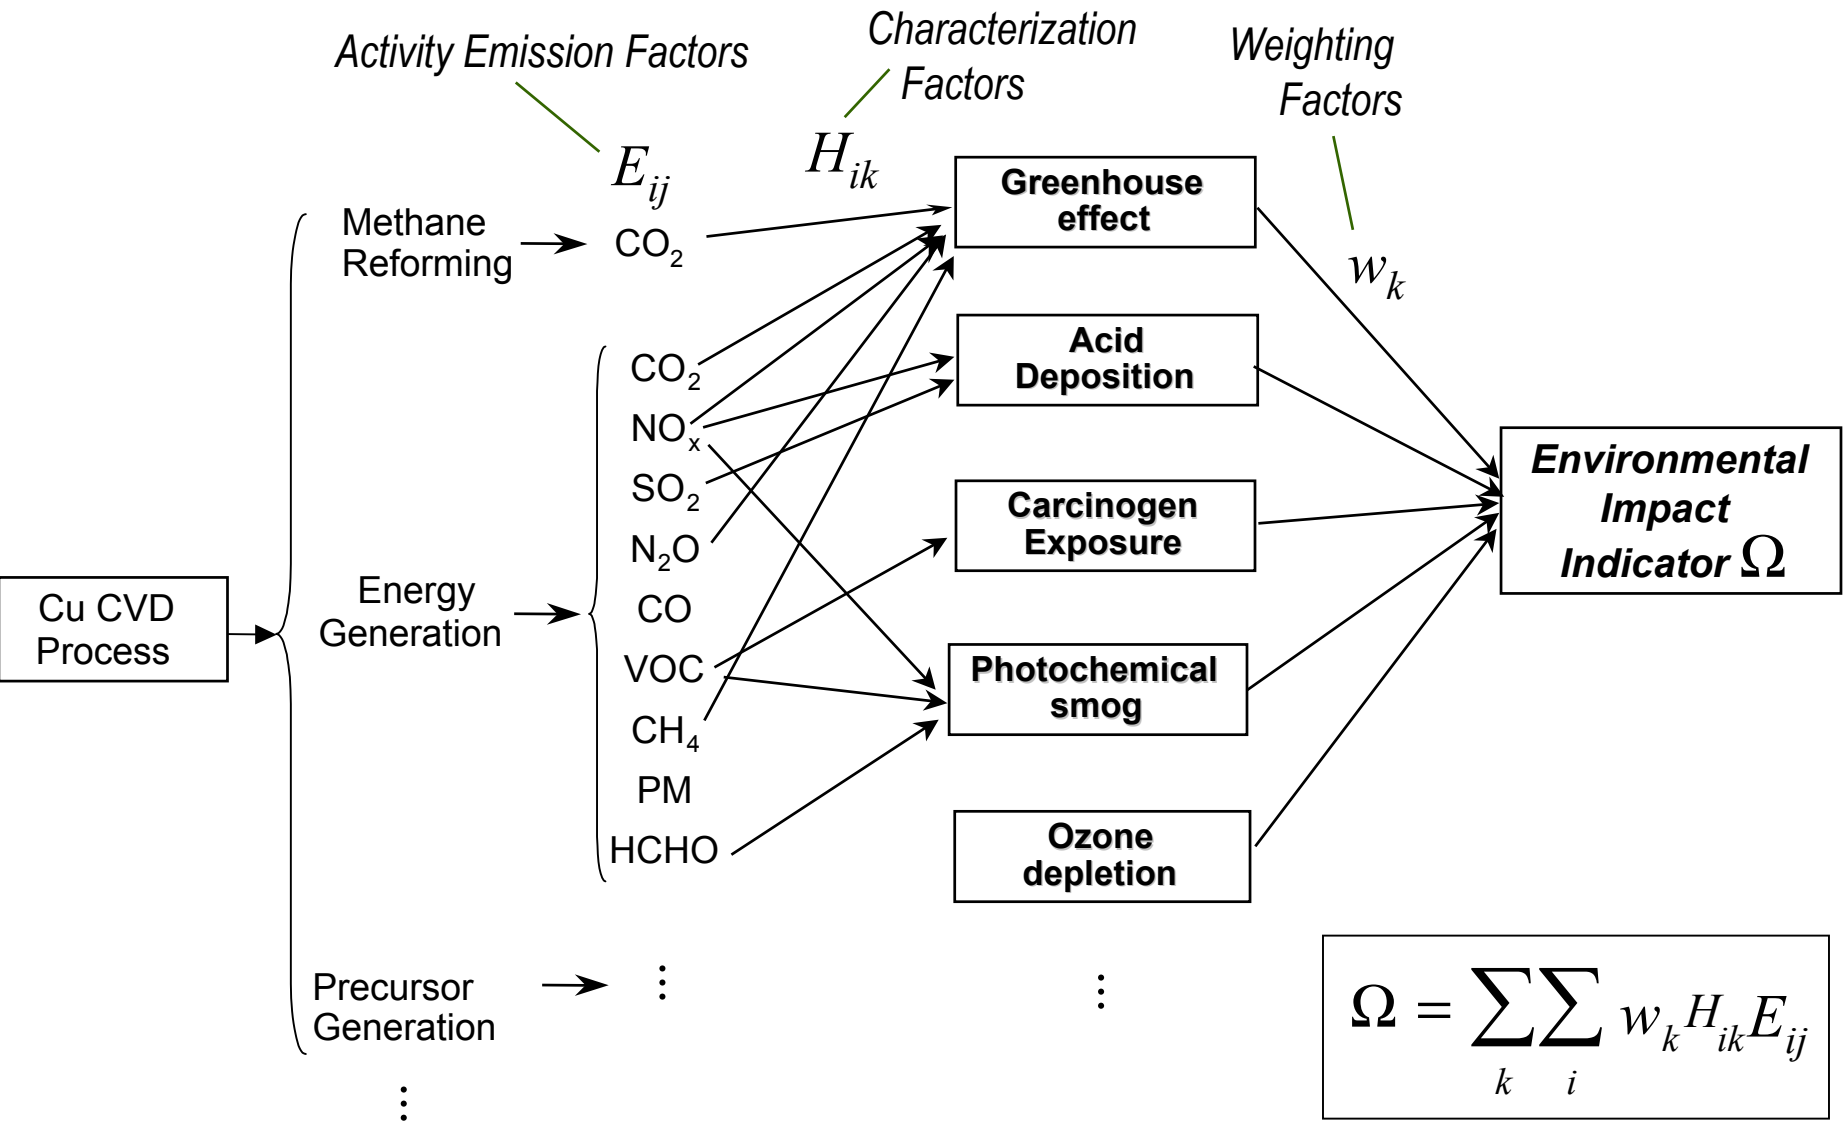 Activity Emission Factors
Characterization
Factors
Weighting
Factors
E_ij
H_ik
w_k
Cu CVD
Process
Methane
Reforming
CO₂
Energy
Generation
CO₂
NOₓ
SO₂
N₂O
CO
VOC
CH₄
PM
HCHO
Precursor
Generation
⋮
⋮
⋮
Greenhouse
effect
Acid
Deposition
Carcinogen
Exposure
Photochemical
smog
Ozone
depletion
Environmental
Impact
Indicator Ω
Ω = ∑_k ∑_i w_k H_ik E_ij